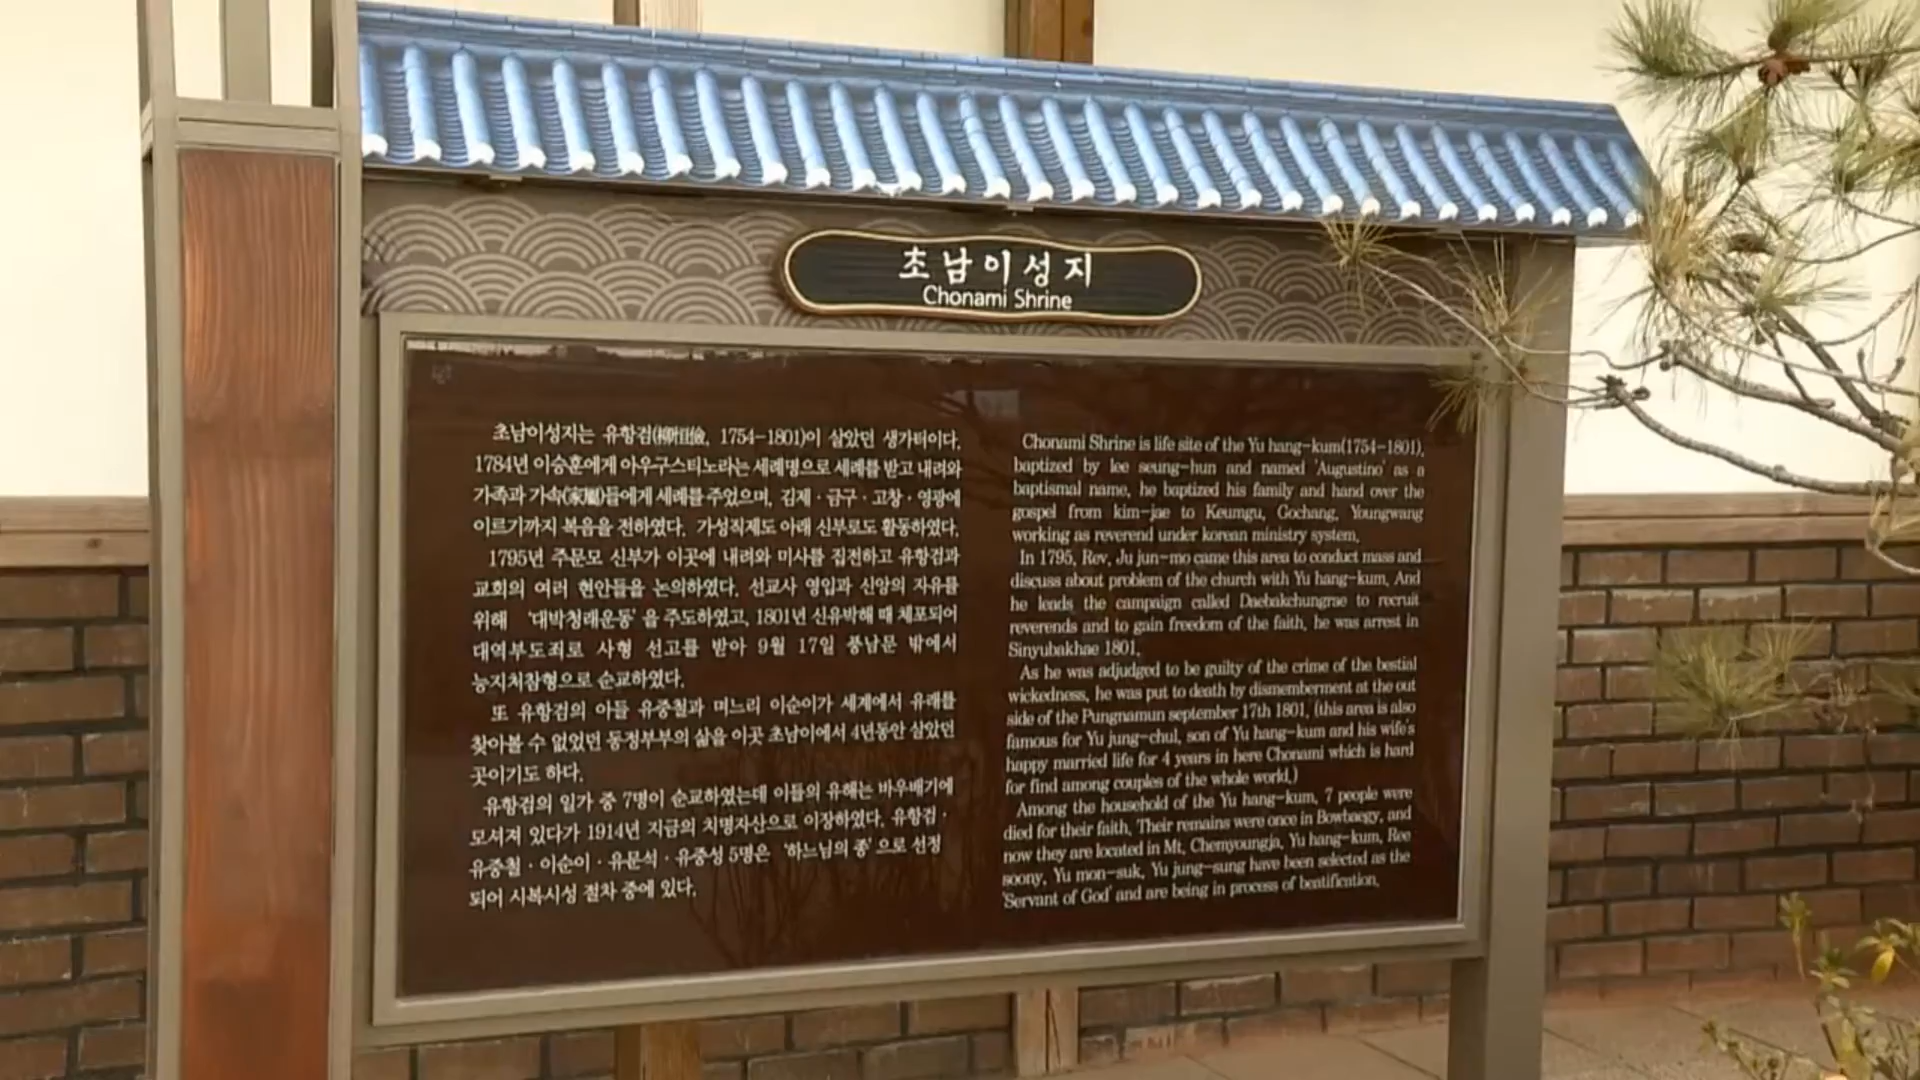 초남이성지
Chonami Shrine
초남이성지는 유항검(柳恒儉, 1754-1801)이 살았던 생가터이다.
1784년 이승훈에게 아우구스티노라는 세례명으로 세례를 받고 내려와
가족과 가속(家屬)들에게 세례를 주었으며, 김제 · 금구 · 고창 · 영광에
이르기까지 복음을 전하였다. 가성직제도 아래 신부로도 활동하였다.
1795년 주문모 신부가 이곳에 내려와 미사를 집전하고 유항검과
교회의 여러 현안들을 논의하였다. 선교사 영입과 신앙의 자유를
위해 '대박청래운동'을 주도하였고, 1801년 신유박해 때 체포되어
대역부도죄로 사형 선고를 받아 9월 17일 풍남문 밖에서
능지처참형으로 순교하였다.
또 유항검의 아들 유중철과 며느리 이순이가 세계에서 유래를
찾아볼 수 없었던 동정부부의 삶을 이곳 초남이에서 4년동안 살았던
곳이기도 하다.
유항검의 일가 중 7명이 순교하였는데 이들의 유해는 바우배기에
모셔져 있다가 1914년 지금의 치명자산으로 이장하였다. 유항검 ·
유중철 · 이순이 · 유문석 · 유중성 5명은 '하느님의 종'으로 선정
되어 시복시성 절차 중에 있다.
Chonami Shrine is life site of the Yu hang-kum(1754-1801),
baptized by lee seung-hun and named 'Augustino' as a
baptismal name, he baptized his family and hand over the
gospel from kim-jae to Keumgu, Gochang, Youngwang
working as reverend under korean ministry system.
In 1795, Rev, Ju jun-mo came this area to conduct mass and
discuss about problem of the church with Yu hang-kum, And
he leads the campaign called Daebakchungrae to recruit
reverends and to gain freedom of the faith, he was arrest in
Sinyubakhae 1801.
As he was adjudged to be guilty of the crime of the bestial
wickedness, he was put to death by dismemberment at the out
side of the Pungnamun september 17th 1801, (this area is also
famous for Yu jung-chul, son of Yu hang-kum and his wife's
happy married life for 4 years in here Chonami which is hard
for find among couples of the whole world.)
Among the household of the Yu hang-kum, 7 people were
died for their faith, Their remains were once in Bowbaegy, and
now they are located in Mt, Chemyoungja, Yu hang-kum, Ree
soony, Yu mon-suk, Yu jung-sung have been selected as the
'Servant of God' and are being in process of beatification.